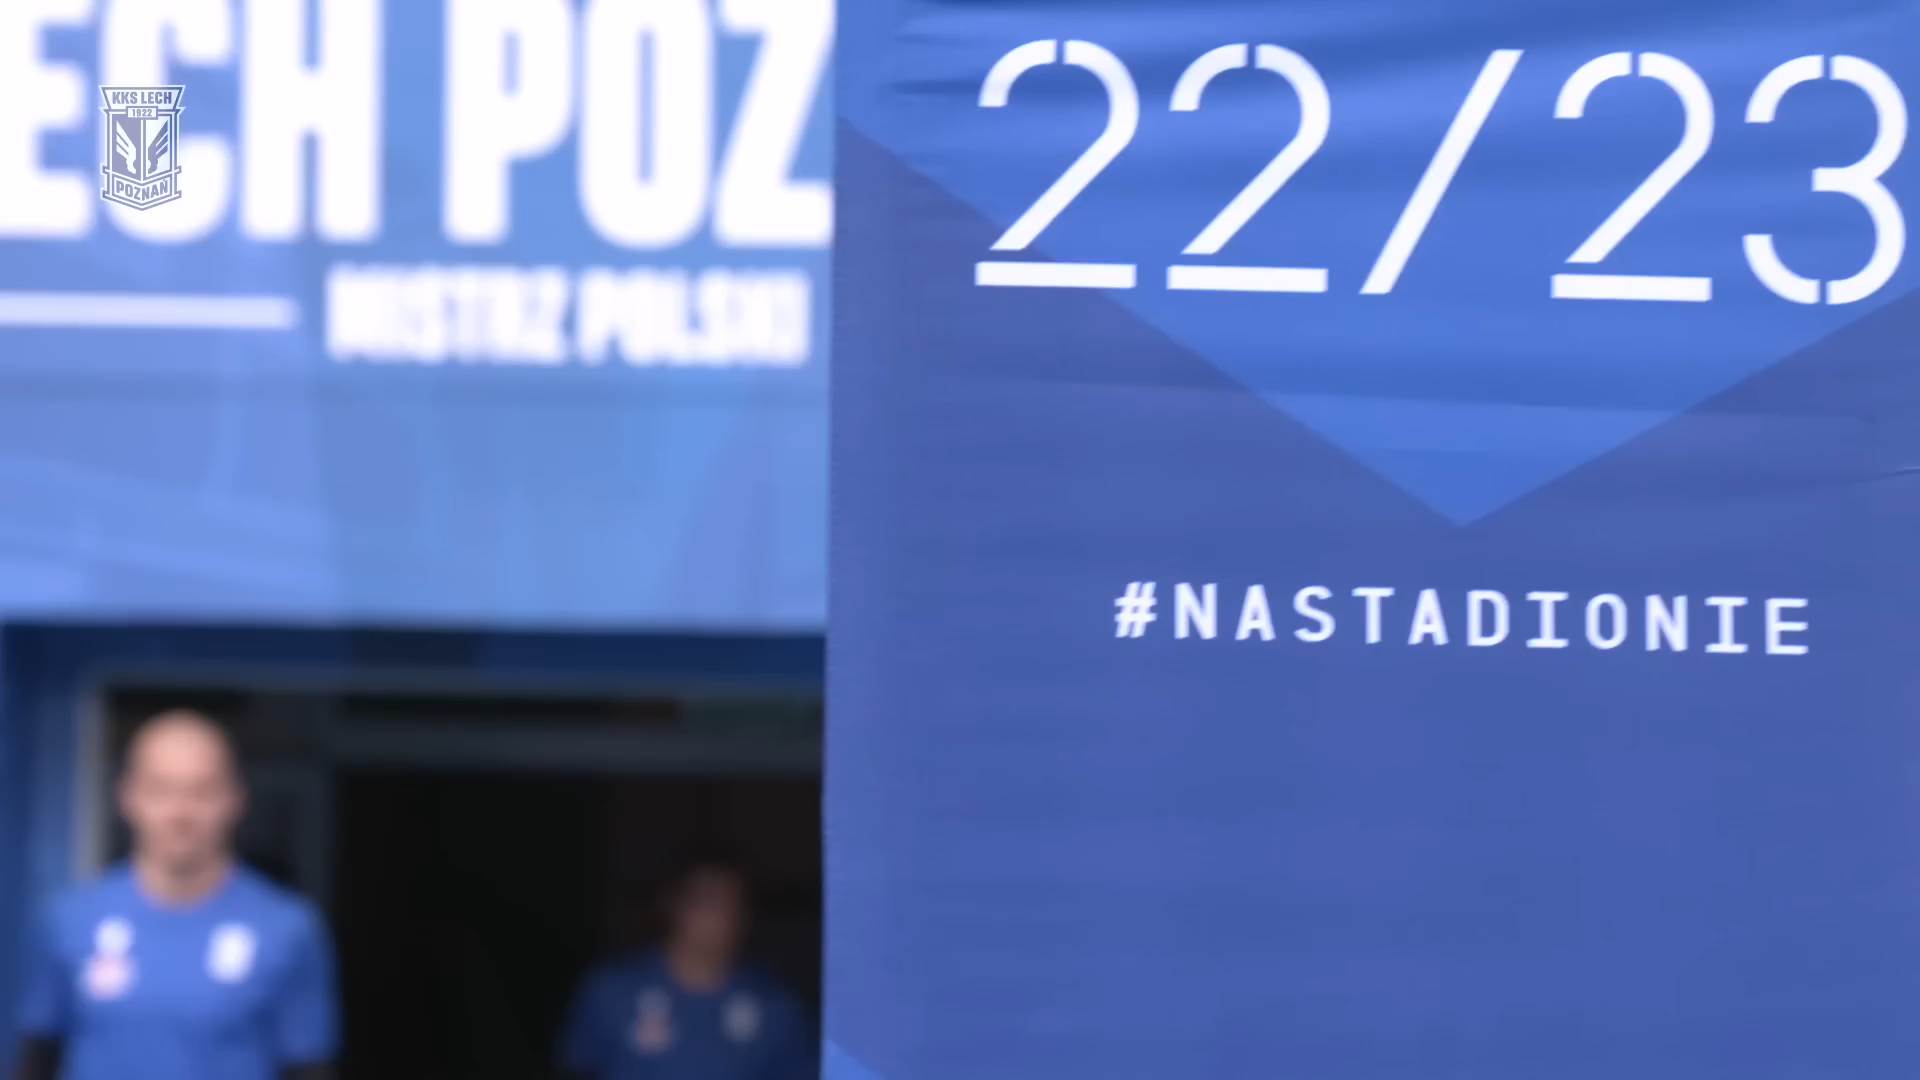 ECH POZ
MISTRZ POLSKI
KKS LECH
1922
POZNAŃ
22/23
#NASTADIONIE